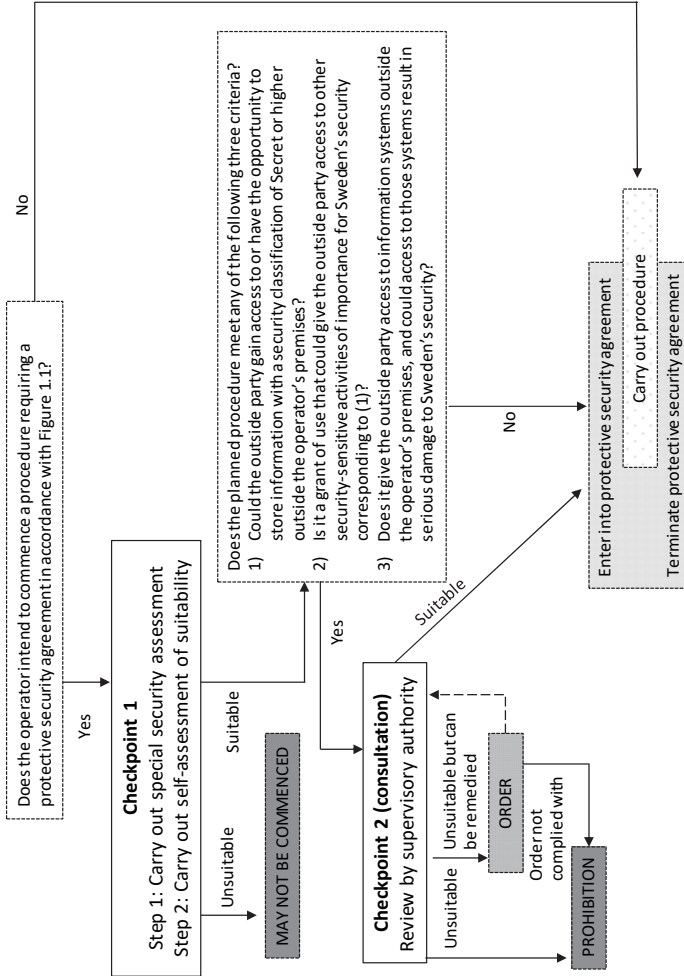 Does the operator intend to commence a procedure requiring a
protective security agreement in accordance with Figure 1.1?
No
Yes
Checkpoint 1
Step 1: Carry out special security assessment
Step 2: Carry out self-assessment of suitability
Unsuitable
Suitable
MAY NOT BE COMMENCED
Does the planned procedure meet any of the following three criteria?
1) Could the outside party gain access to or have the opportunity to
store information with a security classification of Secret or higher
outside the operator's premises?
2) Is it a grant of use that could give the outside party access to other
security-sensitive activities of importance for Sweden's security
corresponding to (1)?
3) Does it give the outside party access to information systems outside
the operator's premises, and could access to those systems result in
serious damage to Sweden's security?
Yes
No
Checkpoint 2 (consultation)
Review by supervisory authority
Suitable
Unsuitable
Unsuitable but can
be remedied
ORDER
Order not
complied with
PROHIBITION
Enter into protective security agreement
Carry out procedure
Terminate protective security agreement